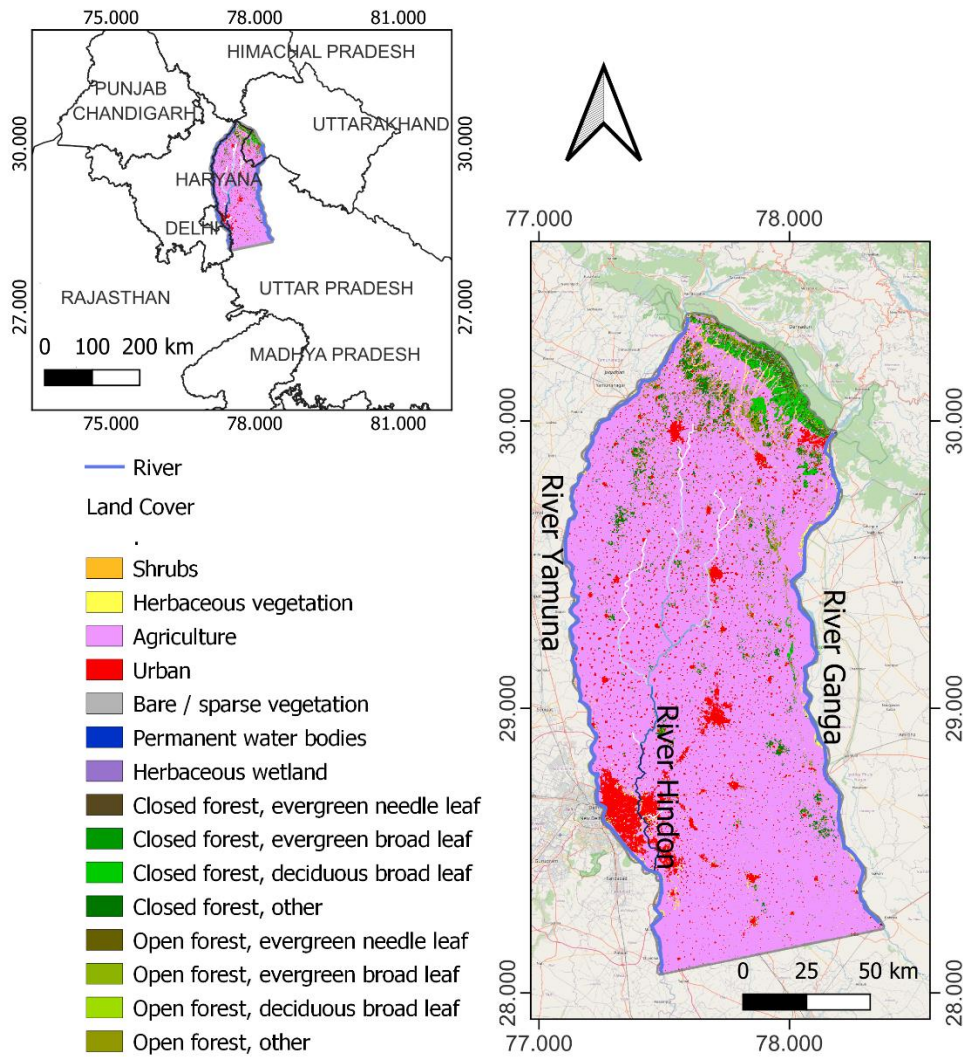 75.000 78.000 81.000
HIMACHAL PRADESH
PUNJAB
CHANDIGARH
UTTARAKHAND
30.000
30.000
HARYANA
DELHI
RAJASTHAN
UTTAR PRADESH
27.000
27.000
MADHYA PRADESH
0 100 200 km
75.000 78.000 81.000
River
Land Cover
.
Shrubs
Herbaceous vegetation
Agriculture
Urban
Bare / sparse vegetation
Permanent water bodies
Herbaceous wetland
Closed forest, evergreen needle leaf
Closed forest, evergreen broad leaf
Closed forest, deciduous broad leaf
Closed forest, other
Open forest, evergreen needle leaf
Open forest, evergreen broad leaf
Open forest, deciduous broad leaf
Open forest, other
77.000 78.000
30.000
30.000
River Yamuna
River Ganga
29.000
29.000
River Hindon
0 25 50 km
28.000
28.000
77.000 78.000